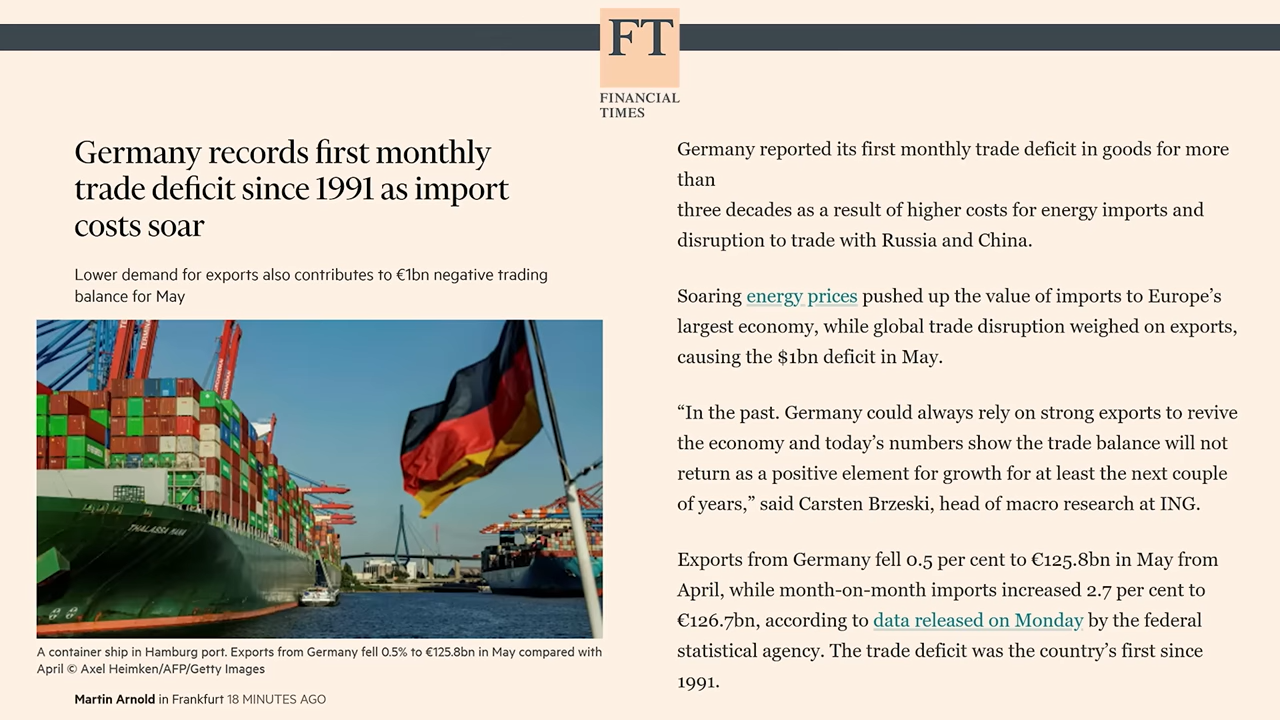 FT
FINANCIAL
TIMES
Germany records first monthly
trade deficit since 1991 as import
costs soar
Lower demand for exports also contributes to €1bn negative trading
balance for May
THALASSA MANA
A container ship in Hamburg port. Exports from Germany fell 0.5% to €125.8bn in May compared with
April © Axel Heimken/AFP/Getty Images
Martin Arnold in Frankfurt 18 MINUTES AGO
Germany reported its first monthly trade deficit in goods for more
than
three decades as a result of higher costs for energy imports and
disruption to trade with Russia and China.
Soaring energy prices pushed up the value of imports to Europe’s
largest economy, while global trade disruption weighed on exports,
causing the $1bn deficit in May.
“In the past. Germany could always rely on strong exports to revive
the economy and today’s numbers show the trade balance will not
return as a positive element for growth for at least the next couple
of years,” said Carsten Brzeski, head of macro research at ING.
Exports from Germany fell 0.5 per cent to €125.8bn in May from
April, while month-on-month imports increased 2.7 per cent to
€126.7bn, according to data released on Monday by the federal
statistical agency. The trade deficit was the country’s first since
1991.